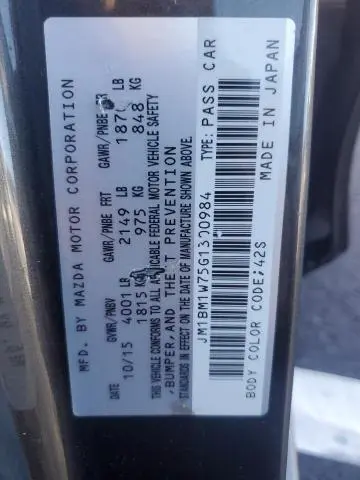 MFD. BY MAZDA MOTOR CORPORATION
GVWR/PNBV GAWR/PNBE FRT GAWR/PNBE RR
10/15 4001 LB 2149 LB 1870 LB
1815 KG 975 KG 848 KG
THIS VEHICLE CONFORMS TO ALL APPLICABLE FEDERAL MOTOR VEHICLE SAFETY
, BUMPER, AND THEFT PREVENTION
STANDARDS IN EFFECT ON THE DATE OF MANUFACTURE SHOWN ABOVE.
JM1BM1W75G1300984 TYPE: PASS CAR
BODY COLOR CODE;42S MADE IN JAPAN